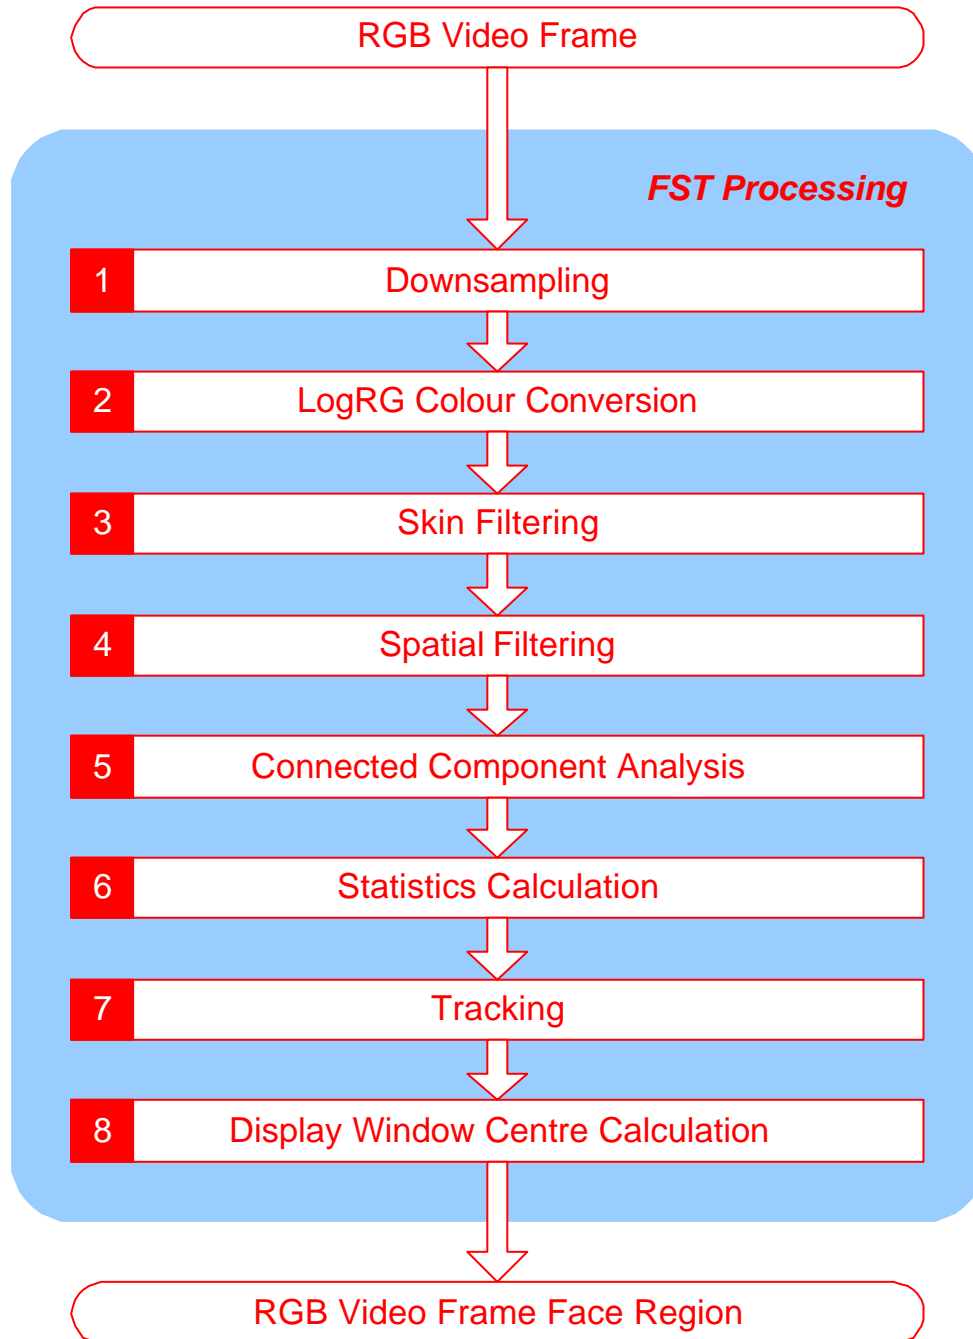 RGB Video Frame
FST Processing
1 Downsampling
2 LogRG Colour Conversion
3 Skin Filtering
4 Spatial Filtering
5 Connected Component Analysis
6 Statistics Calculation
7 Tracking
8 Display Window Centre Calculation
RGB Video Frame Face Region